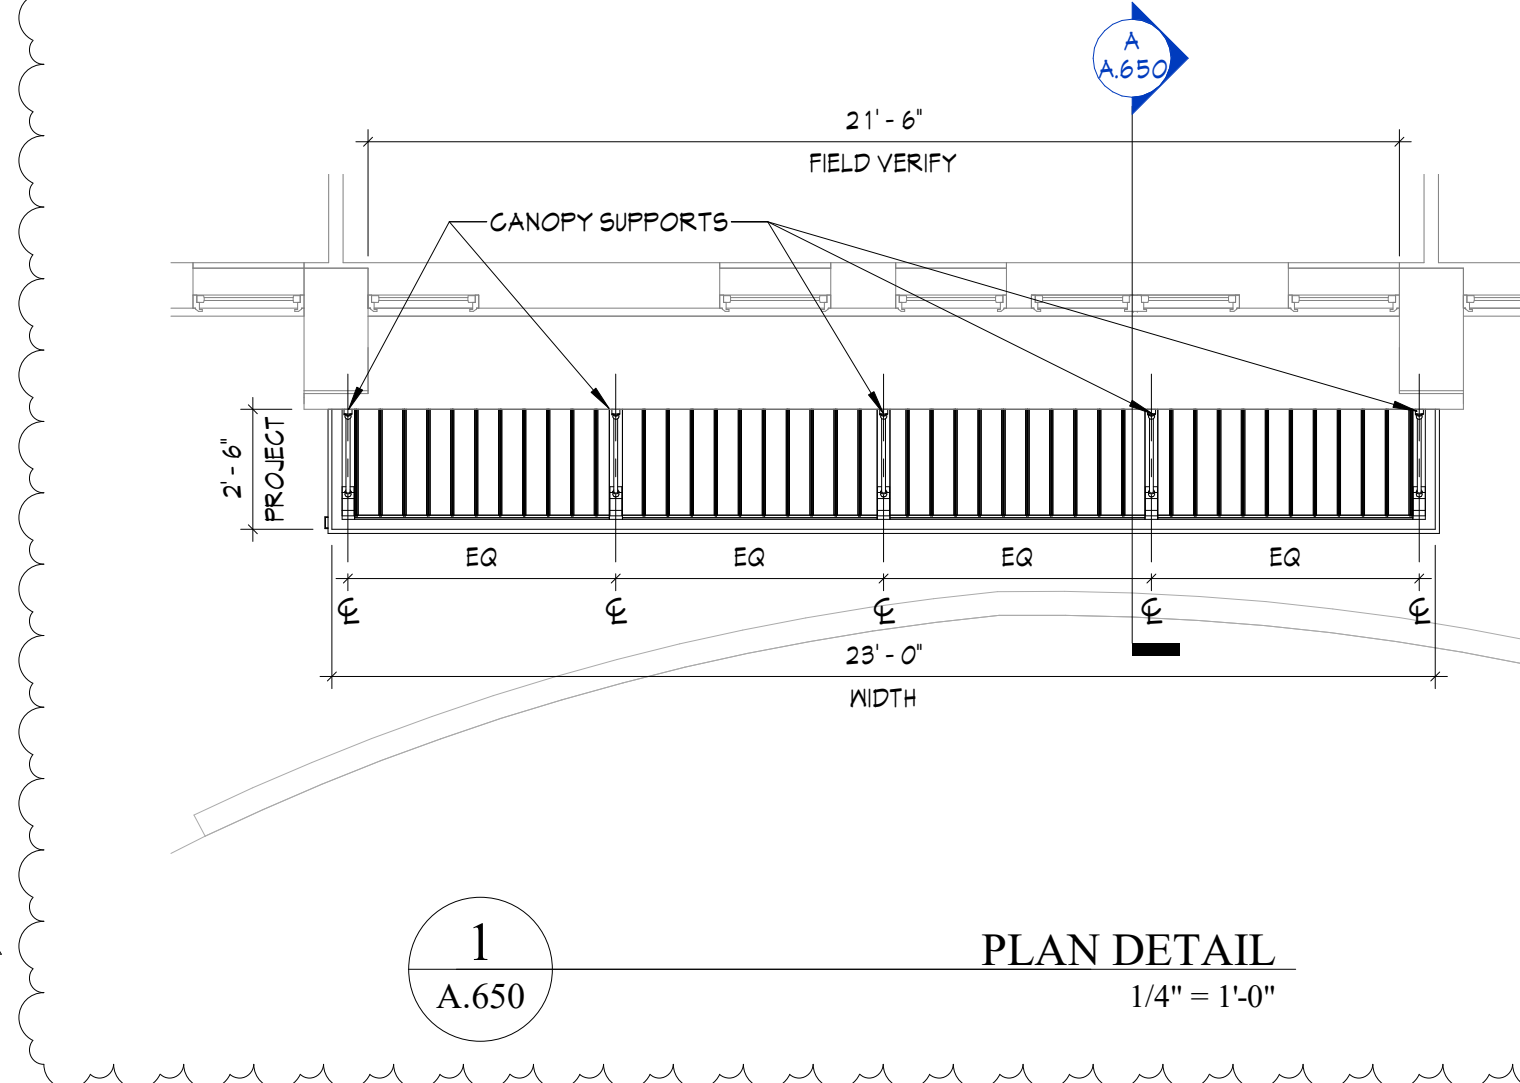 A
A.650
21' - 6"
FIELD VERIFY
CANOPY SUPPORTS
2' - 6"
PROJECT
EQ EQ EQ EQ
℄ ℄ ℄ ℄ ℄
23' - 0"
WIDTH
1
A.650
PLAN DETAIL
1/4" = 1'-0"